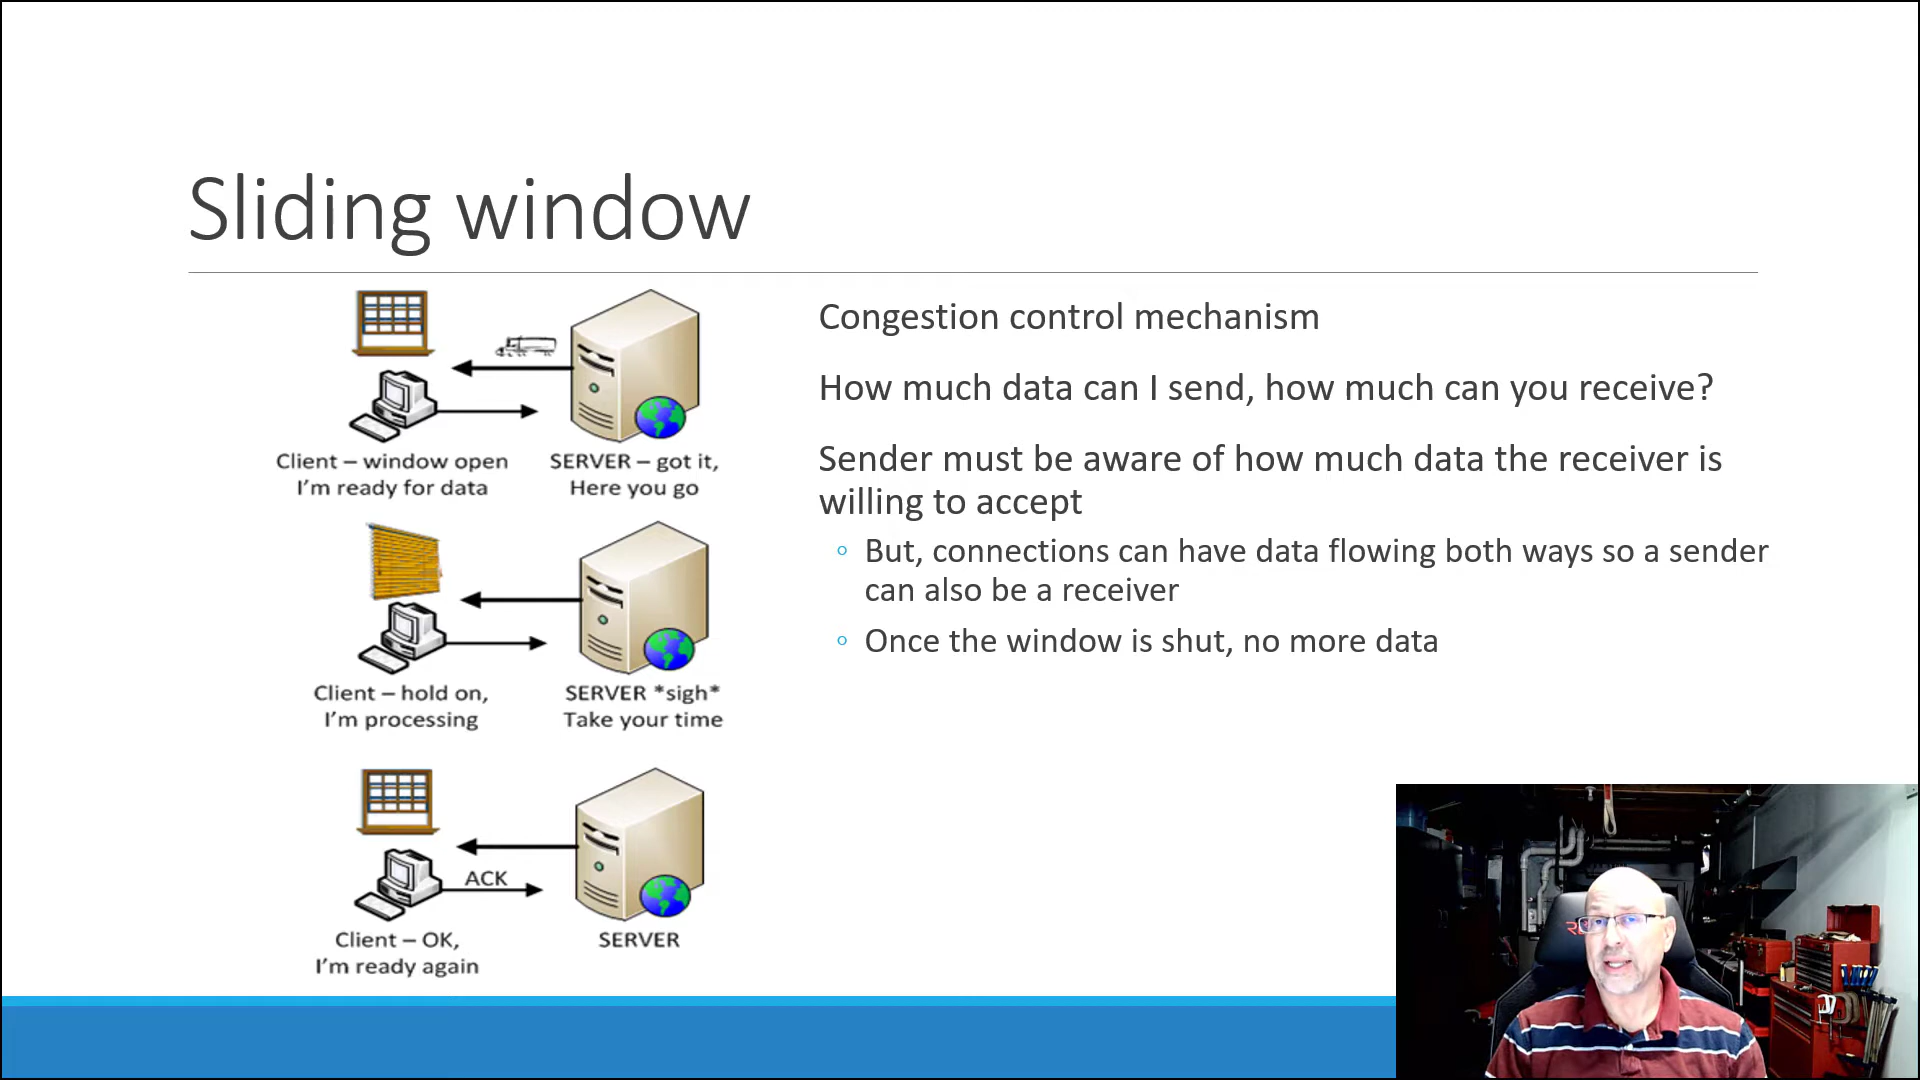 Sliding window
Client – window open
I'm ready for data
SERVER – got it,
Here you go
Client – hold on,
I'm processing
SERVER *sigh*
Take your time
ACK
Client – OK,
I'm ready again
SERVER
Congestion control mechanism
How much data can I send, how much can you receive?
Sender must be aware of how much data the receiver is
willing to accept
◦ But, connections can have data flowing both ways so a sender
can also be a receiver
◦ Once the window is shut, no more data